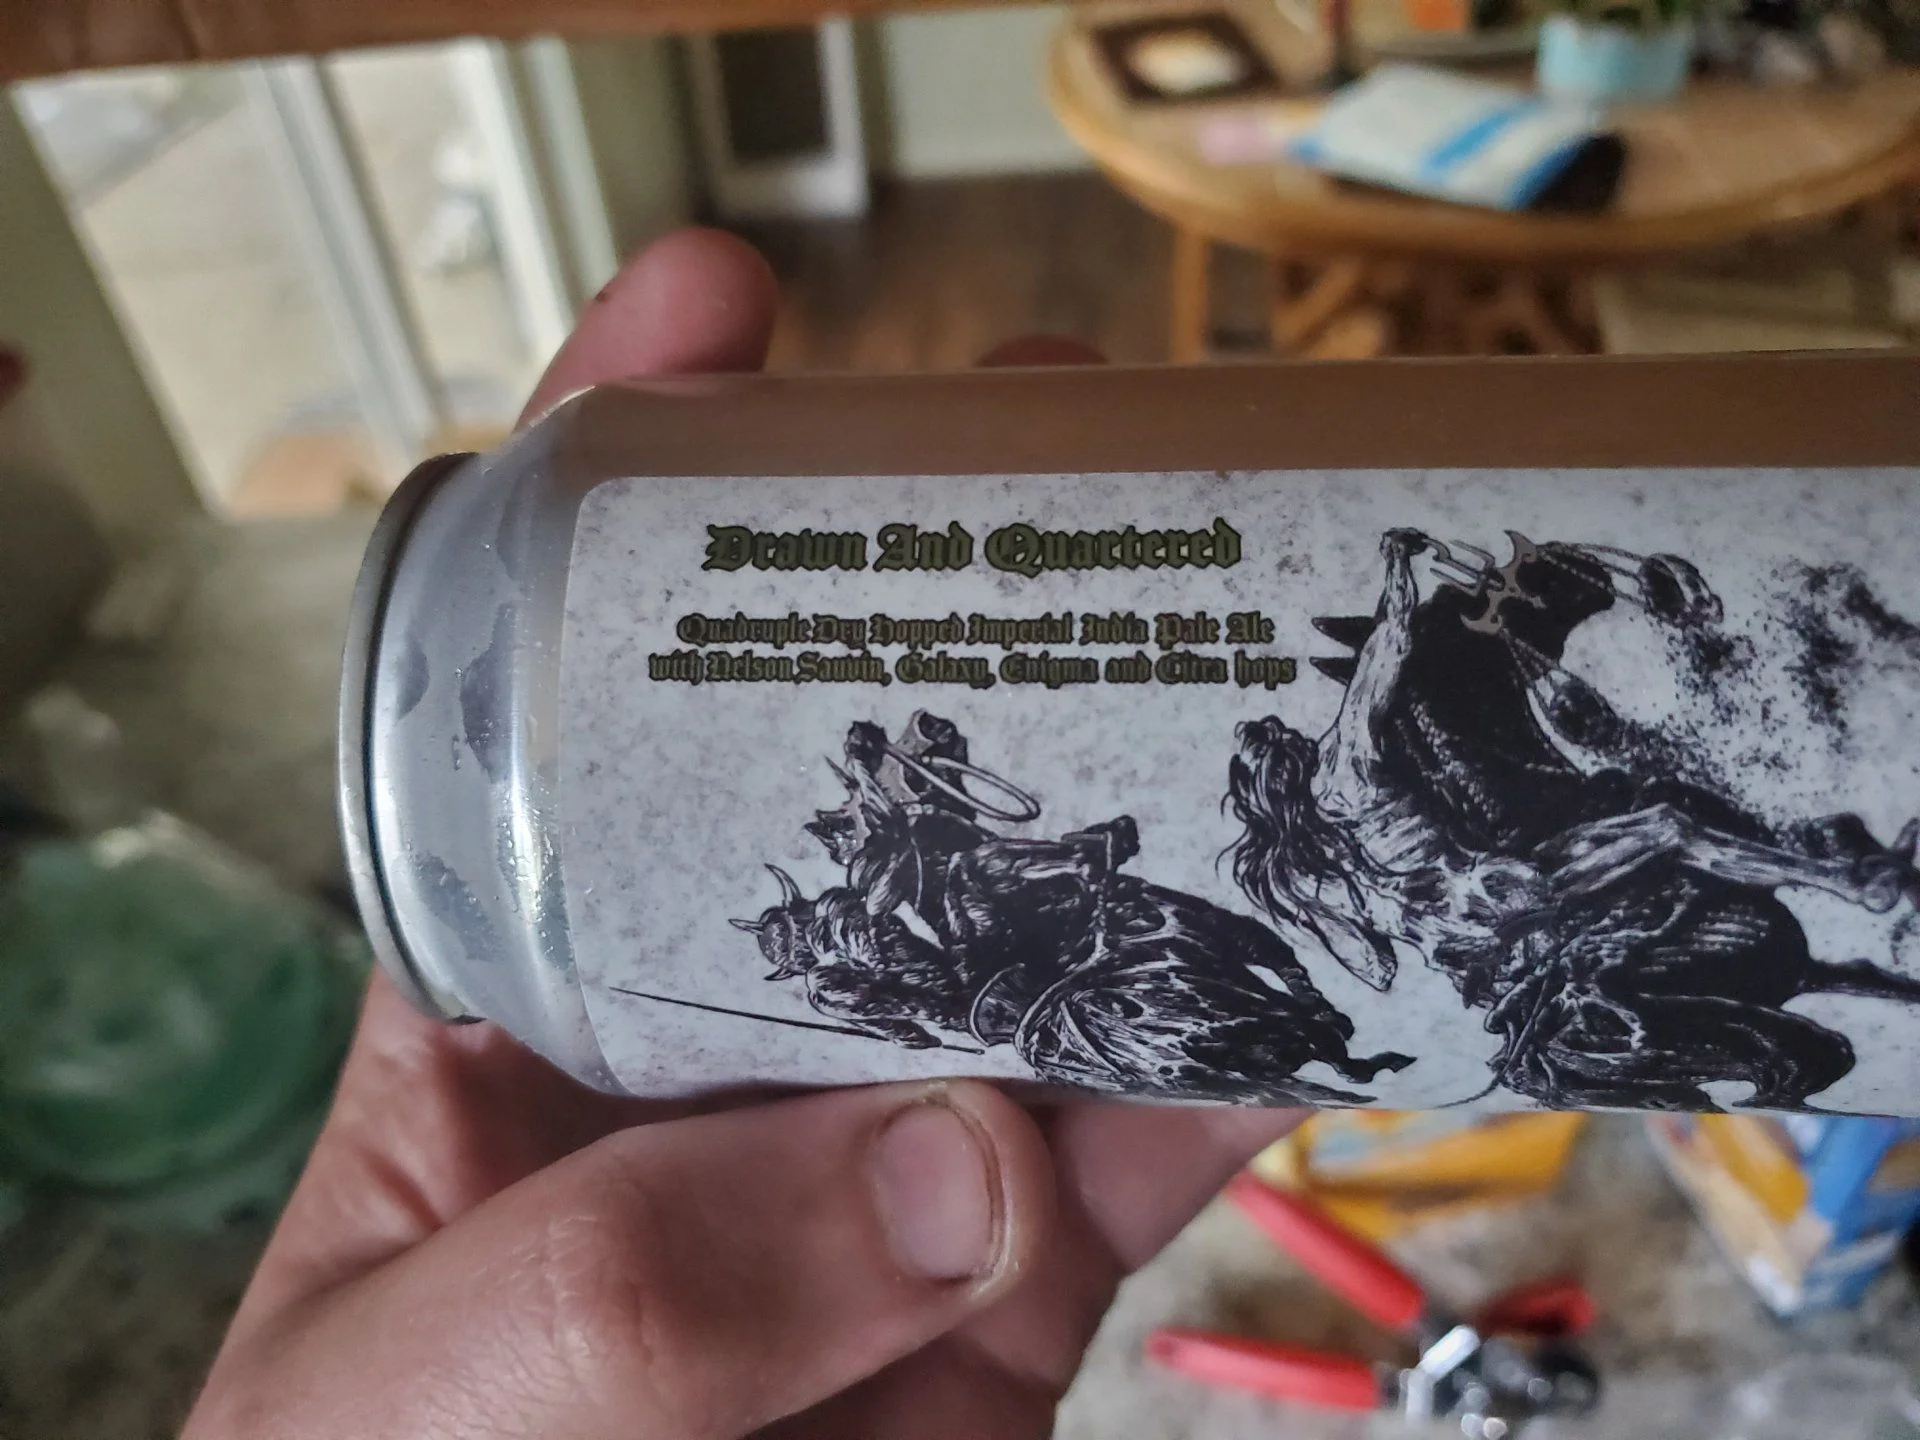 Drawn And Quartered
Quadruple Dry Hopped Imperial India Pale Ale
with Nelson Sauvin, Galaxy, Enigma and Citra hops